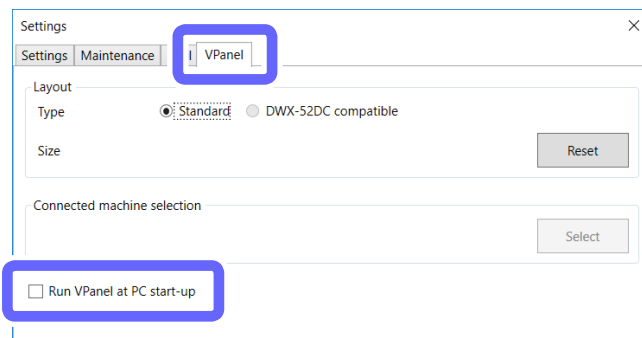 Settings
Settings Maintenance VPanel
Layout
Type Standard DWX-52DC compatible
Size Reset
Connected machine selection
Select
Run VPanel at PC start-up